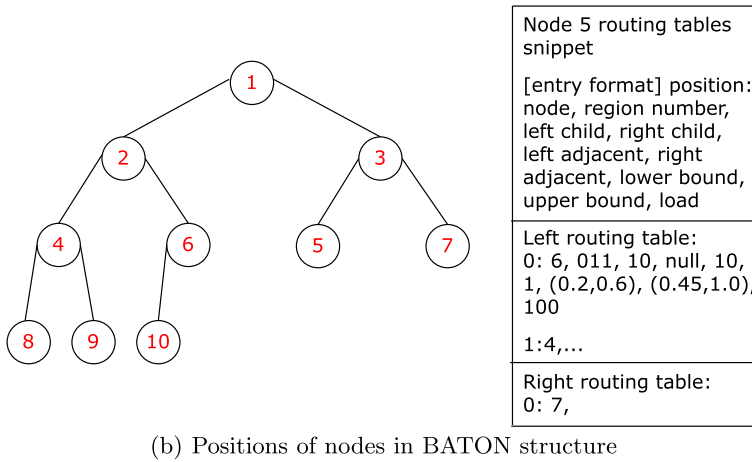 1
2
3
4
6
5
7
8
9
10
Node 5 routing tables
snippet
[entry format] position:
node, region number,
left child, right child,
left adjacent, right
adjacent, lower bound,
upper bound, load
Left routing table:
0: 6, 011, 10, null, 10,
1, (0.2,0.6), (0.45,1.0),
100
1:4,...
Right routing table:
0: 7,
(b) Positions of nodes in BATON structure